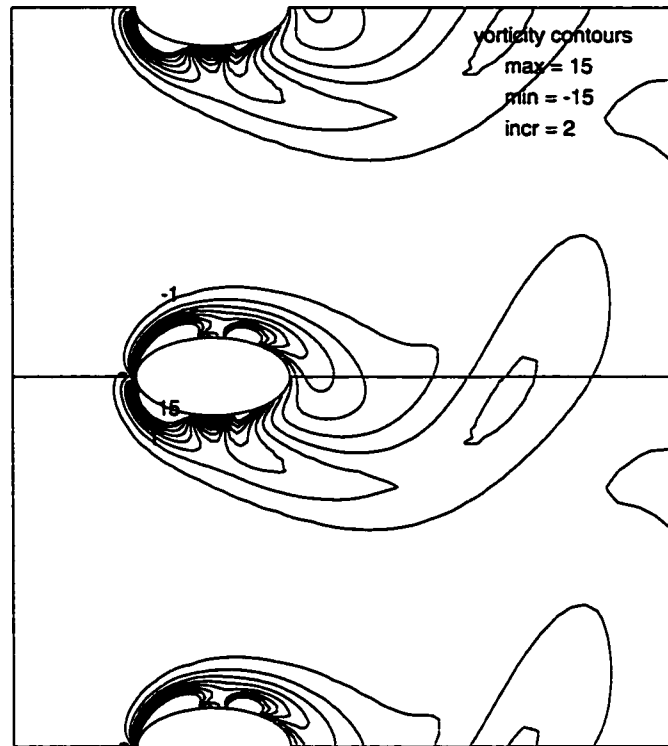 vorticity contours
max = 15
min = -15
incr = 2
-1
15